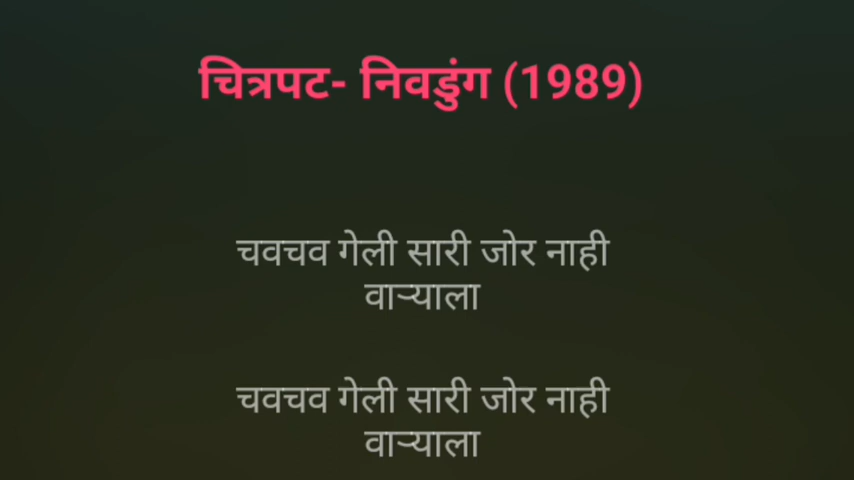 चित्रपट- निवडुंग (1989)
चवचव गेली सारी जोर नाही
वाऱ्याला
चवचव गेली सारी जोर नाही
वाऱ्याला